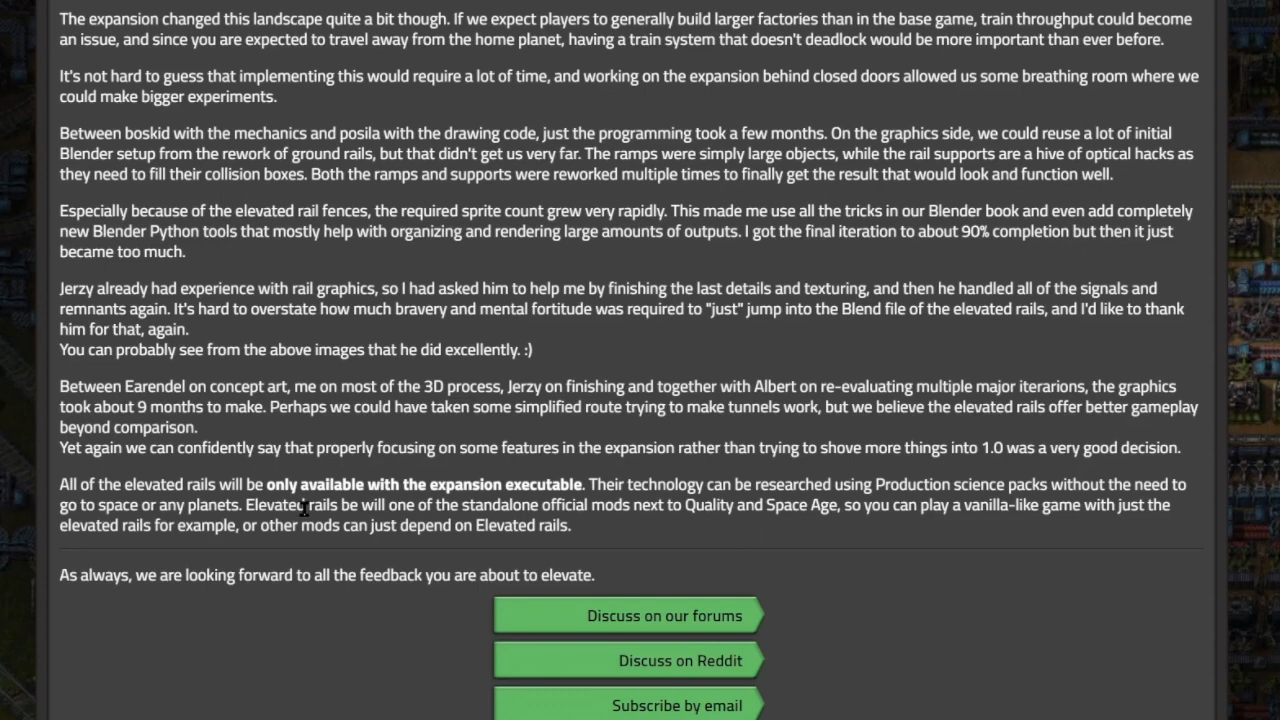 The expansion changed this landscape quite a bit though. If we expect players to generally build larger factories than in the base game, train throughput could become
an issue, and since you are expected to travel away from the home planet, having a train system that doesn't deadlock would be more important than ever before.
It's not hard to guess that implementing this would require a lot of time, and working on the expansion behind closed doors allowed us some breathing room where we
could make bigger experiments.
Between boskid with the mechanics and posila with the drawing code, just the programming took a few months. On the graphics side, we could reuse a lot of initial
Blender setup from the rework of ground rails, but that didn't get us very far. The ramps were simply large objects, while the rail supports are a hive of optical hacks as
they need to fill their collision boxes. Both the ramps and supports were reworked multiple times to finally get the result that would look and function well.
Especially because of the elevated rail fences, the required sprite count grew very rapidly. This made me use all the tricks in our Blender book and even add completely
new Blender Python tools that mostly help with organizing and rendering large amounts of outputs. I got the final iteration to about 90% completion but then it just
became too much.
Jerzy already had experience with rail graphics, so I had asked him to help me by finishing the last details and texturing, and then he handled all of the signals and
remnants again. It's hard to overstate how much bravery and mental fortitude was required to "just" jump into the Blend file of the elevated rails, and I'd like to thank
him for that, again.
You can probably see from the above images that he did excellently. :)
Between Earendel on concept art, me on most of the 3D process, Jerzy on finishing and together with Albert on re-evaluating multiple major iterarions, the graphics
took about 9 months to make. Perhaps we could have taken some simplified route trying to make tunnels work, but we believe the elevated rails offer better gameplay
beyond comparison.
Yet again we can confidently say that properly focusing on some features in the expansion rather than trying to shove more things into 1.0 was a very good decision.
All of the elevated rails will be only available with the expansion executable. Their technology can be researched using Production science packs without the need to
go to space or any planets. Elevated rails be will one of the standalone official mods next to Quality and Space Age, so you can play a vanilla-like game with just the
elevated rails for example, or other mods can just depend on Elevated rails.
As always, we are looking forward to all the feedback you are about to elevate.
Discuss on our forums
Discuss on Reddit
Subscribe by email